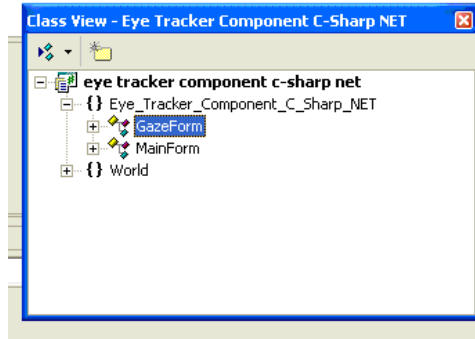 Class View - Eye Tracker Component C-Sharp NET
eye tracker component c-sharp net
{} Eye_Tracker_Component_C_Sharp_NET
GazeForm
MainForm
{} World